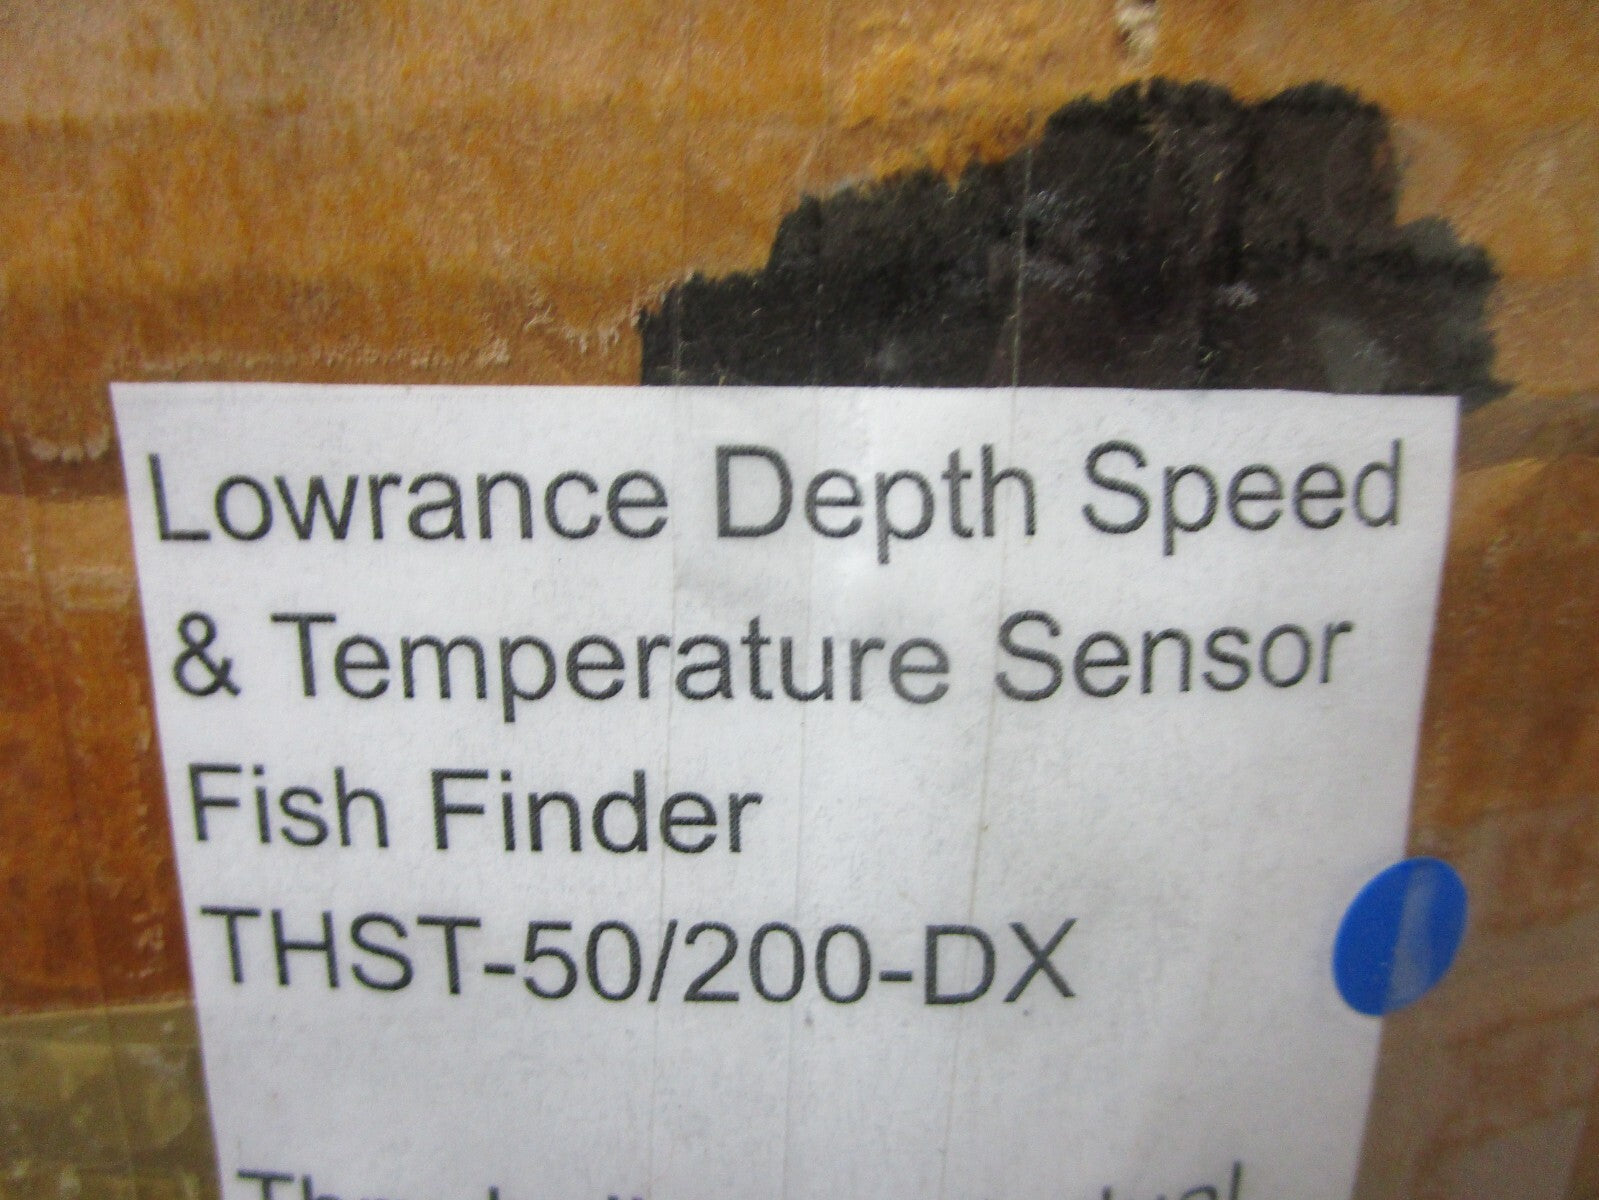 Lowrance Depth Speed
& Temperature Sensor
Fish Finder
THST-50/200-DX